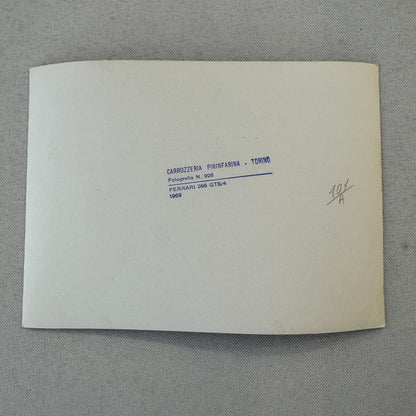 CARROZZERIA PININFARINA - TORINO
Fotografia N. 926
FERRARI 365 GTS/4
1969
101
A